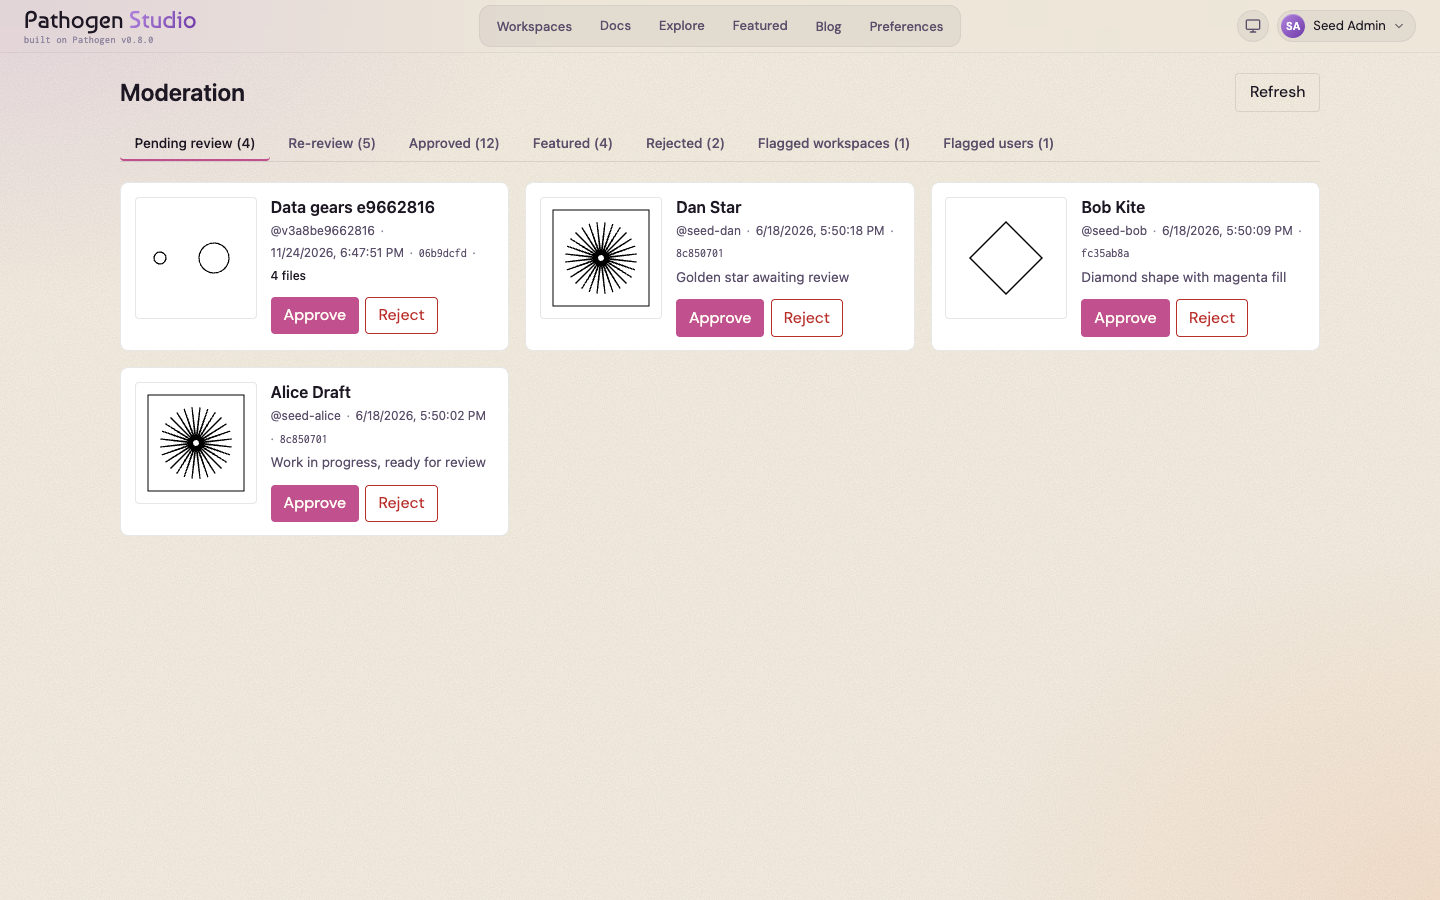 Pathogen Studio
built on Pathogen v0.8.0
Workspaces Docs Explore Featured Blog Preferences
SA Seed Admin
Moderation
Refresh
Pending review (4) Re-review (5) Approved (12) Featured (4) Rejected (2) Flagged workspaces (1) Flagged users (1)
Data gears e9662816
@v3a8be9662816 ·
11/24/2026, 6:47:51 PM · 06b9dcfd ·
4 files
Approve Reject
Dan Star
@seed-dan · 6/18/2026, 5:50:18 PM ·
8c850701
Golden star awaiting review
Approve Reject
Bob Kite
@seed-bob · 6/18/2026, 5:50:09 PM ·
fc35ab8a
Diamond shape with magenta fill
Approve Reject
Alice Draft
@seed-alice · 6/18/2026, 5:50:02 PM
· 8c850701
Work in progress, ready for review
Approve Reject